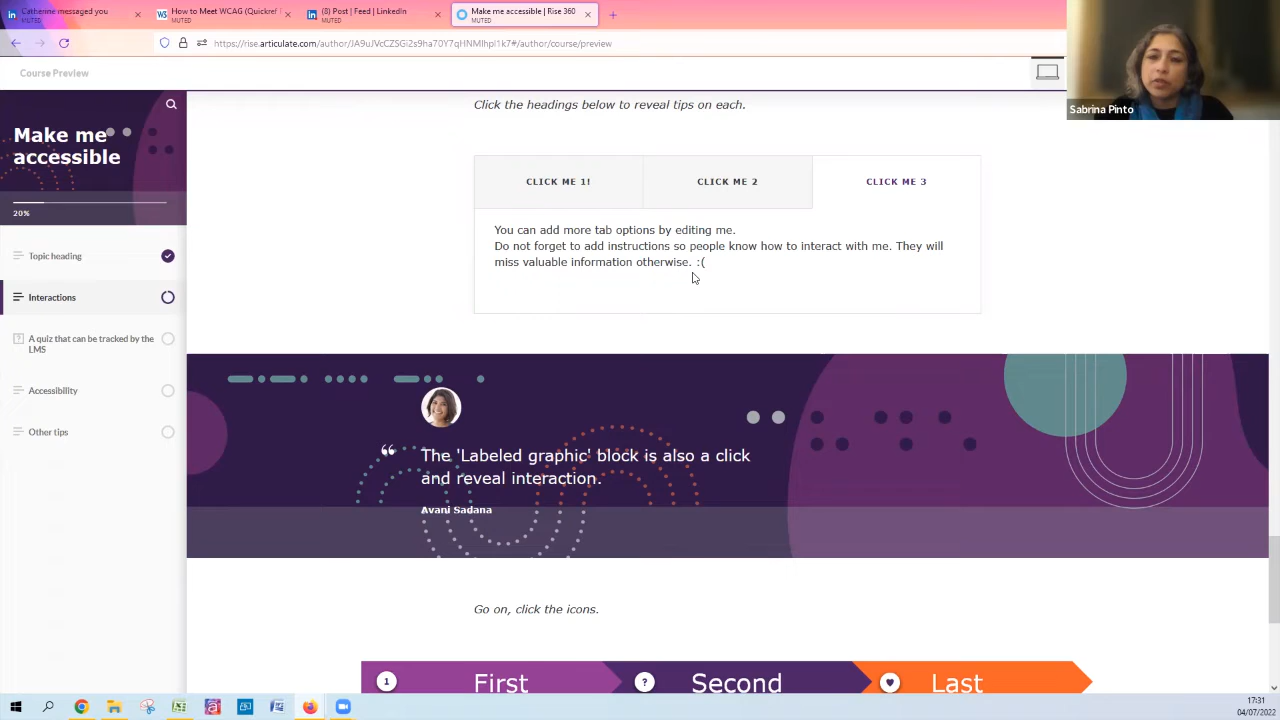 Catherine messaged you
MUTED
How to Meet WCAG (Quickref
MUTED
(8) Post | Feed | LinkedIn
MUTED
Make me accessible | Rise 360
MUTED
https://rise.articulate.com/author/JA9uJVcCZSGi2s9ha70Y7qHNMlhpl1k7#/author/course/preview
Course Preview
Sabrina Pinto
Make me
accessible
20%
Topic heading
Interactions
A quiz that can be tracked by the
LMS
Accessibility
Other tips
Click the headings below to reveal tips on each.
CLICK ME 1!
CLICK ME 2
CLICK ME 3
You can add more tab options by editing me.
Do not forget to add instructions so people know how to interact with me. They will
miss valuable information otherwise. :(
“ The 'Labeled graphic' block is also a click
and reveal interaction.
Avani Sadana
Go on, click the icons.
1 First
? Second
Last
17:31
04/07/2022